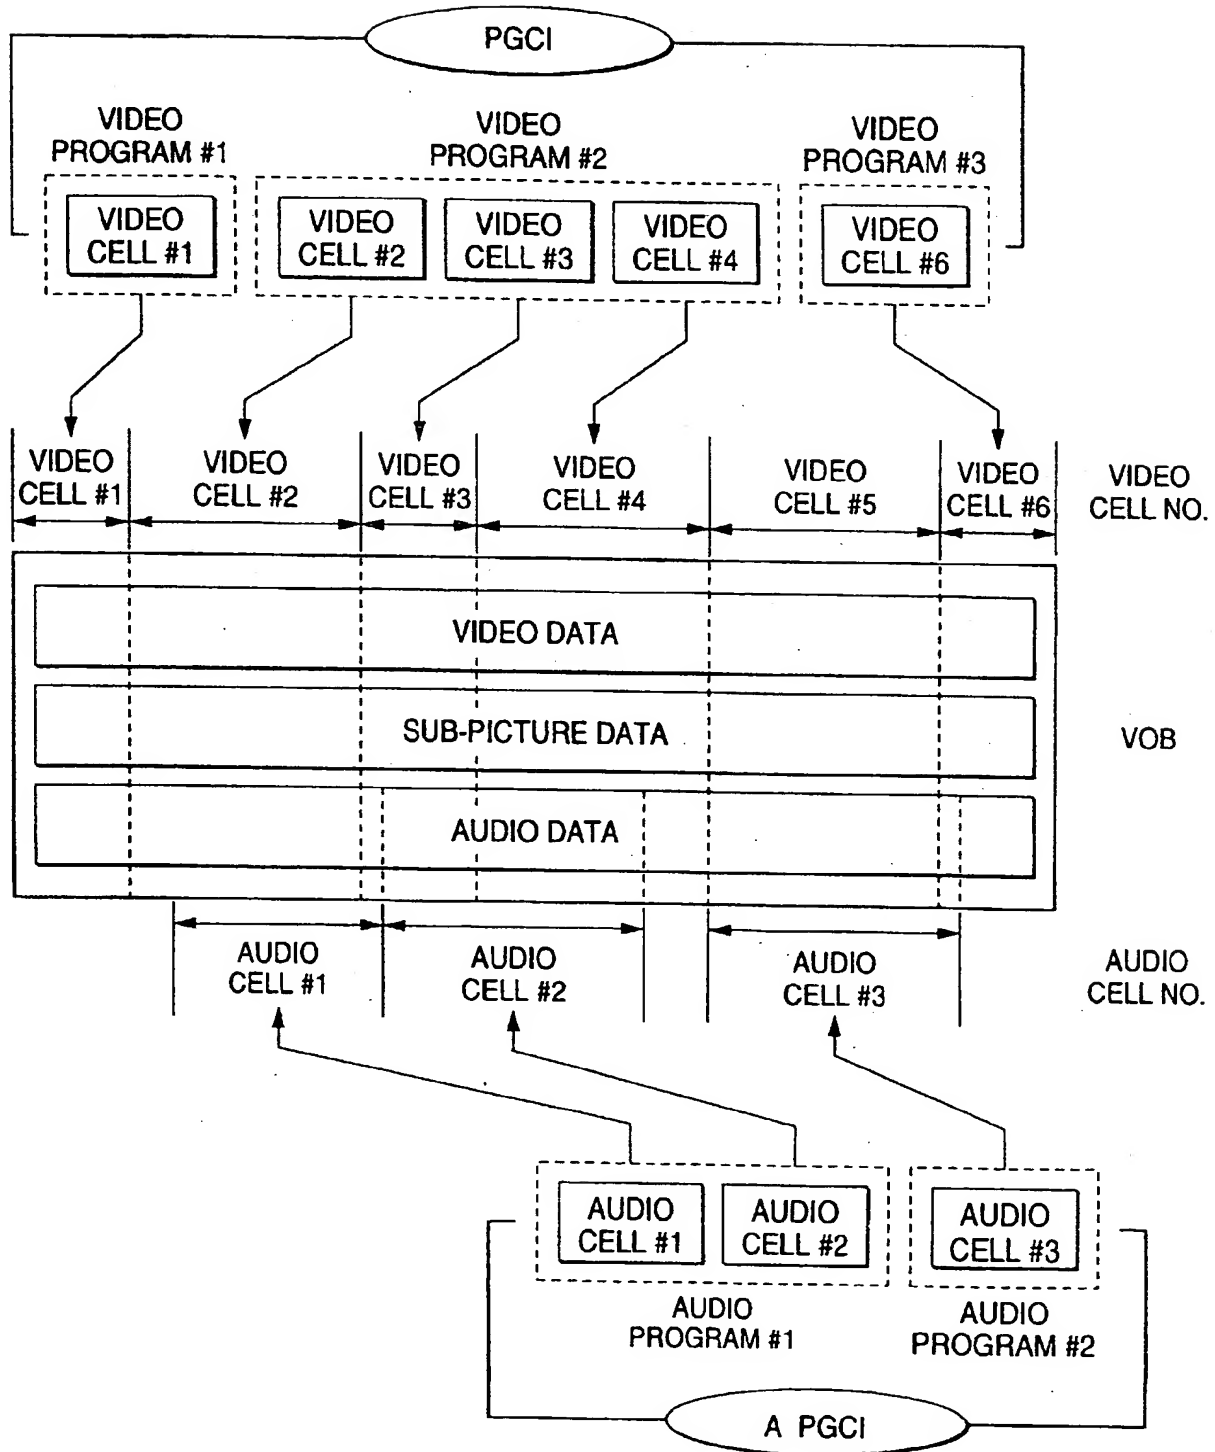 PGCI
VIDEO
PROGRAM #1
VIDEO
PROGRAM #2
VIDEO
PROGRAM #3
VIDEO
CELL #1
VIDEO
CELL #2
VIDEO
CELL #3
VIDEO
CELL #4
VIDEO
CELL #6
VIDEO
CELL #1
VIDEO
CELL #2
VIDEO
CELL #3
VIDEO
CELL #4
VIDEO
CELL #5
VIDEO
CELL #6
VIDEO
CELL NO.
VIDEO DATA
SUB-PICTURE DATA
VOB
AUDIO DATA
AUDIO
CELL #1
AUDIO
CELL #2
AUDIO
CELL #3
AUDIO
CELL NO.
AUDIO
CELL #1
AUDIO
CELL #2
AUDIO
CELL #3
AUDIO
PROGRAM #1
AUDIO
PROGRAM #2
A PGCI